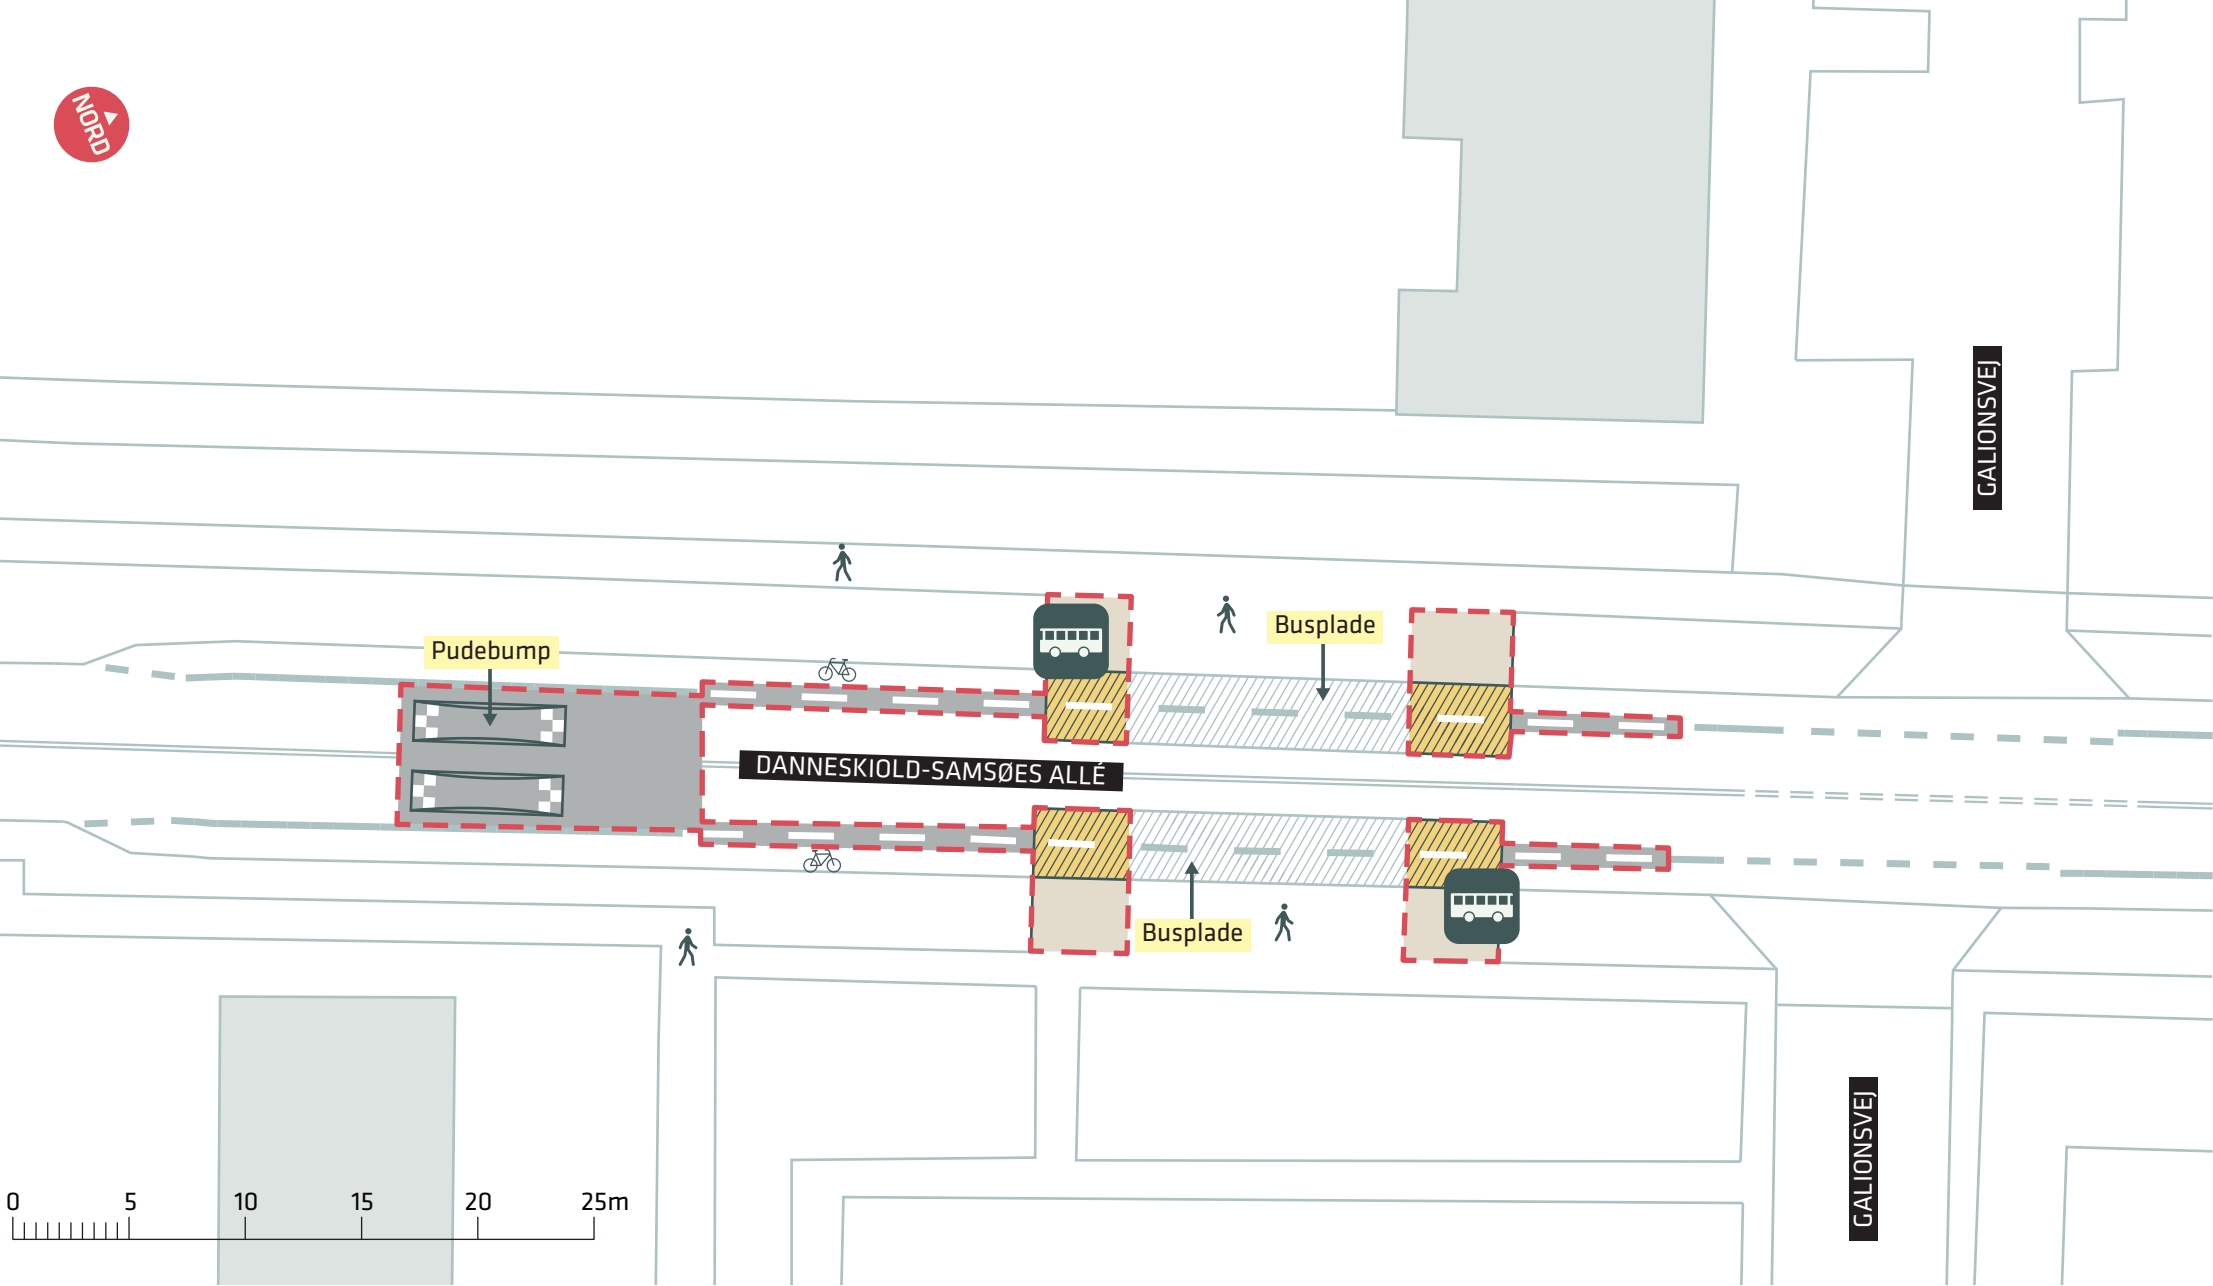 NORD
GALIONSVEJ
Busplade
Pudebump
DANNESKIOLD-SAMSØES ALLÉ
Busplade
GALIONSVEJ
0 5 10 15 20 25m